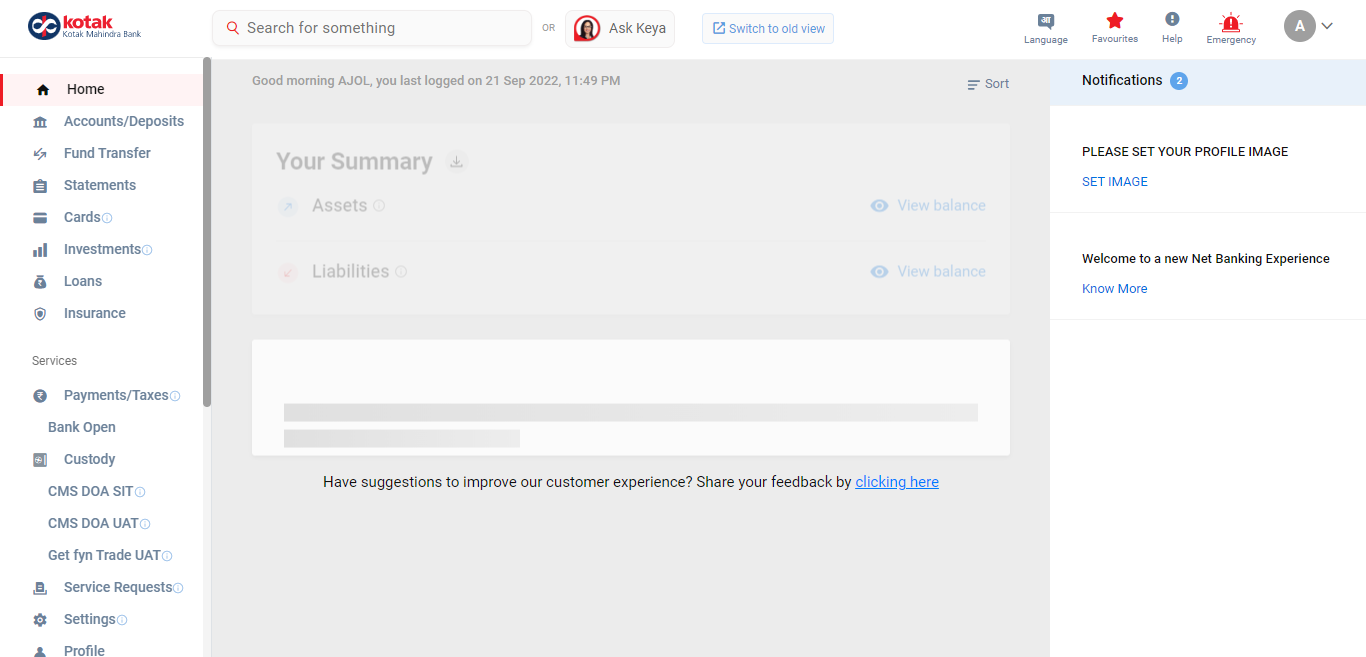 kotak
Kotak Mahindra Bank
Search for something
OR
Ask Keya
Switch to old view
Language
Favourites
Help
Emergency
A
Home
Accounts/Deposits
Fund Transfer
Statements
Cards
Investments
Loans
Insurance
Services
Payments/Taxes
Bank Open
Custody
CMS DOA SIT
CMS DOA UAT
Get fyn Trade UAT
Service Requests
Settings
Profile
Good morning AJOL, you last logged on 21 Sep 2022, 11:49 PM
Sort
Your Summary
Assets
View balance
Liabilities
View balance
Have suggestions to improve our customer experience? Share your feedback by clicking here
Notifications 2
PLEASE SET YOUR PROFILE IMAGE
SET IMAGE
Welcome to a new Net Banking Experience
Know More